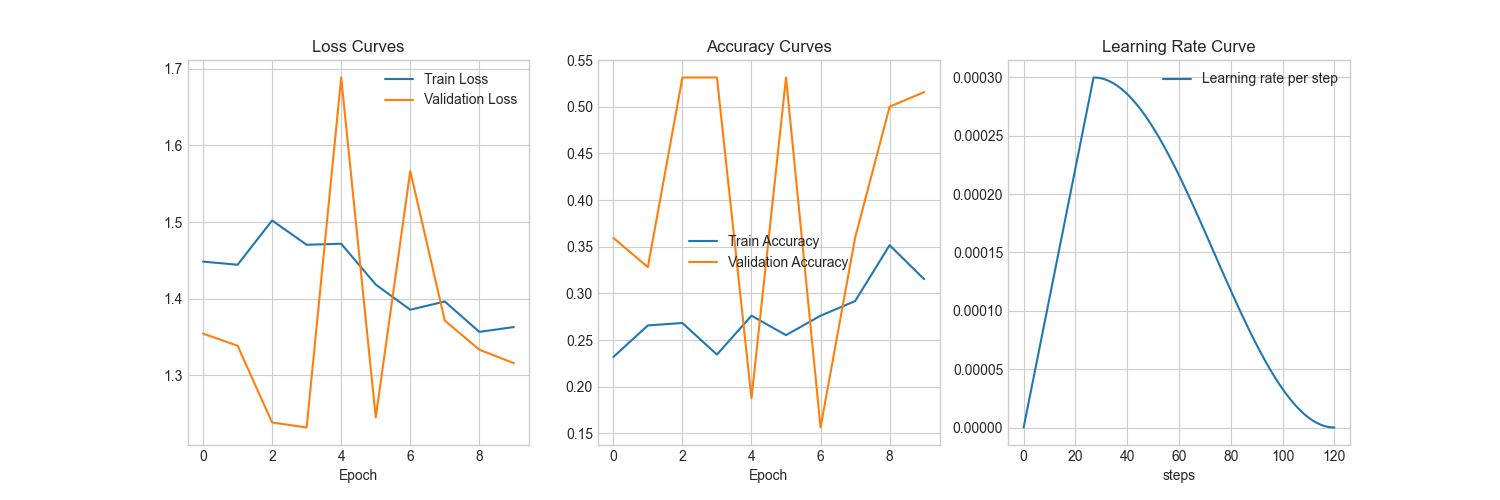 Loss Curves
1.7
1.6
1.5
1.4
1.3
Train Loss
Validation Loss
0 2 4 6 8
Epoch
Accuracy Curves
0.55
0.50
0.45
0.40
0.35
0.30
0.25
0.20
0.15
Train Accuracy
Validation Accuracy
0 2 4 6 8
Epoch
Learning Rate Curve
0.00030
0.00025
0.00020
0.00015
0.00010
0.00005
0.00000
Learning rate per step
0 20 40 60 80 100 120
steps